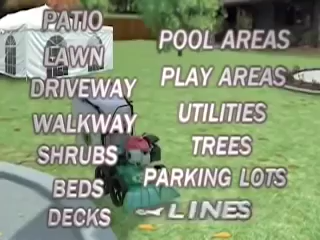 PATIO
LAWN
DRIVEWAY
WALKWAY
SHRUBS
BEDS
DECKS
POOL AREAS
PLAY AREAS
UTILITIES
TREES
PARKING LOTS
LINES